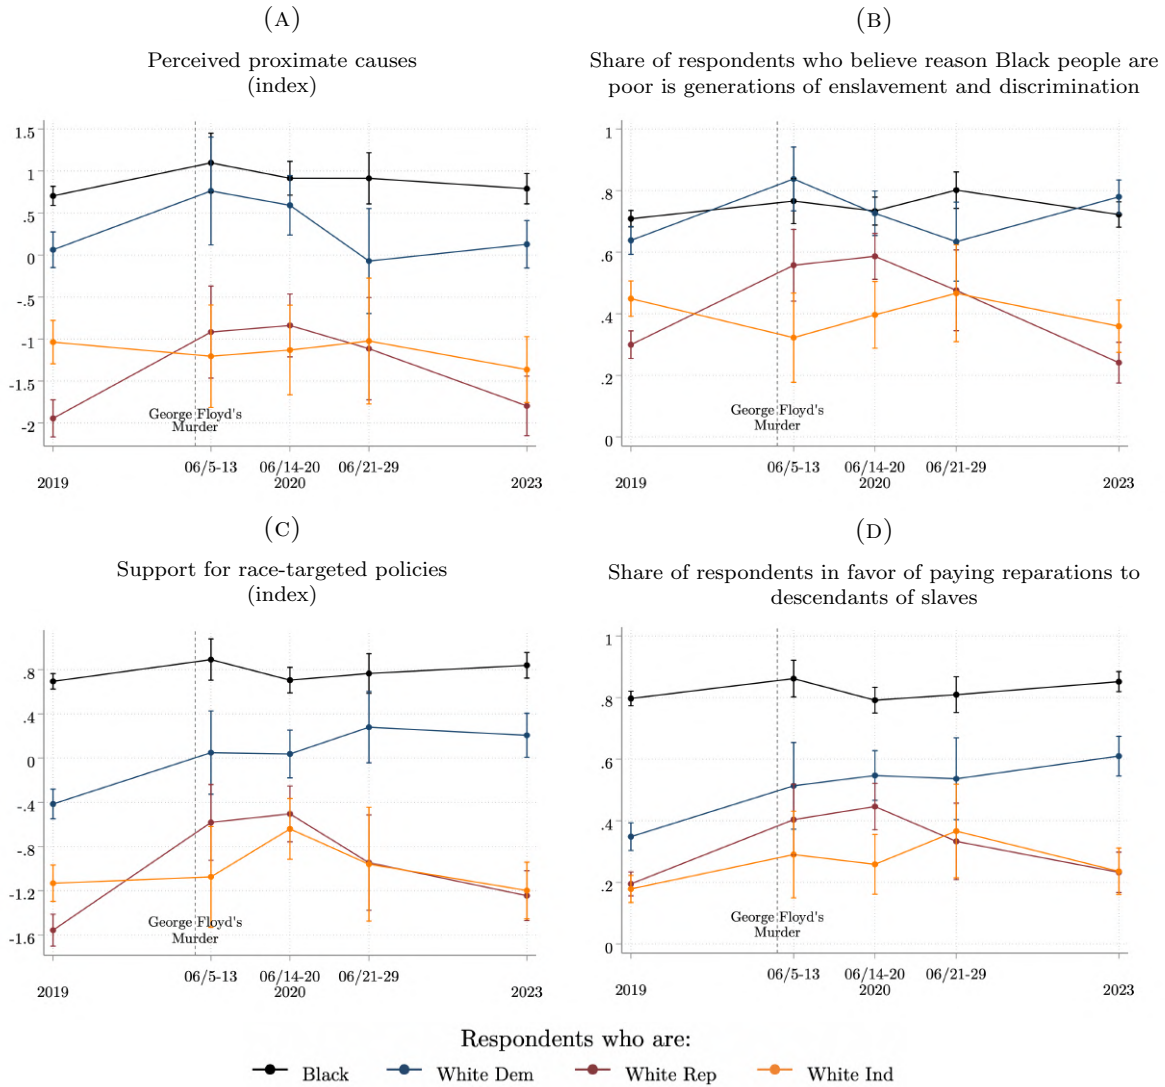 (A)
Perceived proximate causes
(index)
1.5
1
.5
0
-.5
-1
-1.5
-2
George Floyd's
Murder
06/5-13 06/14-20 06/21-29
2019 2020 2023
(B)
Share of respondents who believe reason Black people are
poor is generations of enslavement and discrimination
1
.8
.6
.4
.2
0
George Floyd's
Murder
06/5-13 06/14-20 06/21-29
2019 2020 2023
(C)
Support for race-targeted policies
(index)
.8
.4
0
-.4
-.8
-1.2
-1.6
George Floyd's
Murder
06/5-13 06/14-20 06/21-29
2019 2020 2023
(D)
Share of respondents in favor of paying reparations to
descendants of slaves
1
.8
.6
.4
.2
0
George Floyd's
Murder
06/5-13 06/14-20 06/21-29
2019 2020 2023
Respondents who are:
Black White Dem White Rep White Ind